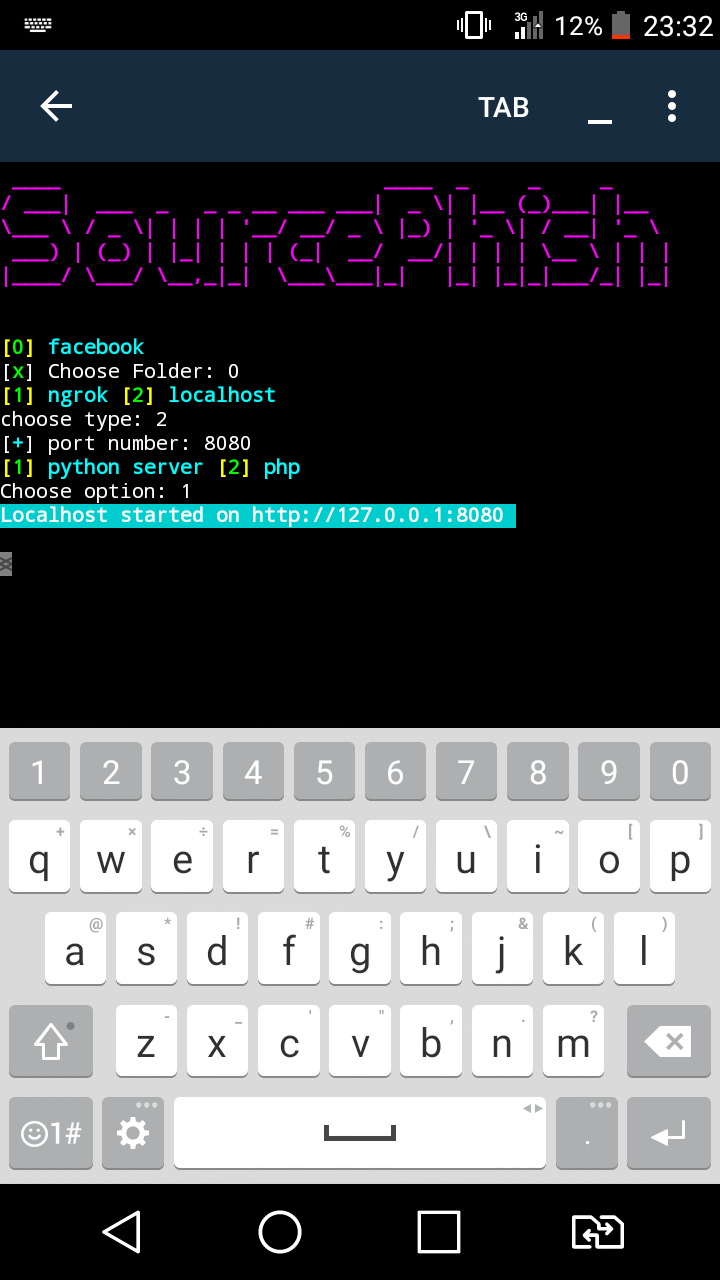 3G 12% 23:32
TAB
SourcePhish
[0] facebook
[x] Choose Folder: 0
[1] ngrok [2] localhost
choose type: 2
[+] port number: 8080
[1] python server [2] php
Choose option: 1
Localhost started on http://127.0.0.1:8080
1 2 3 4 5 6 7 8 9 0
+ × ÷ = % / \ ~ [ ]
q w e r t y u i o p
@ * ! # : ; & ( )
a s d f g h j k l
- _ ' " , . ?
z x c v b n m
1# .